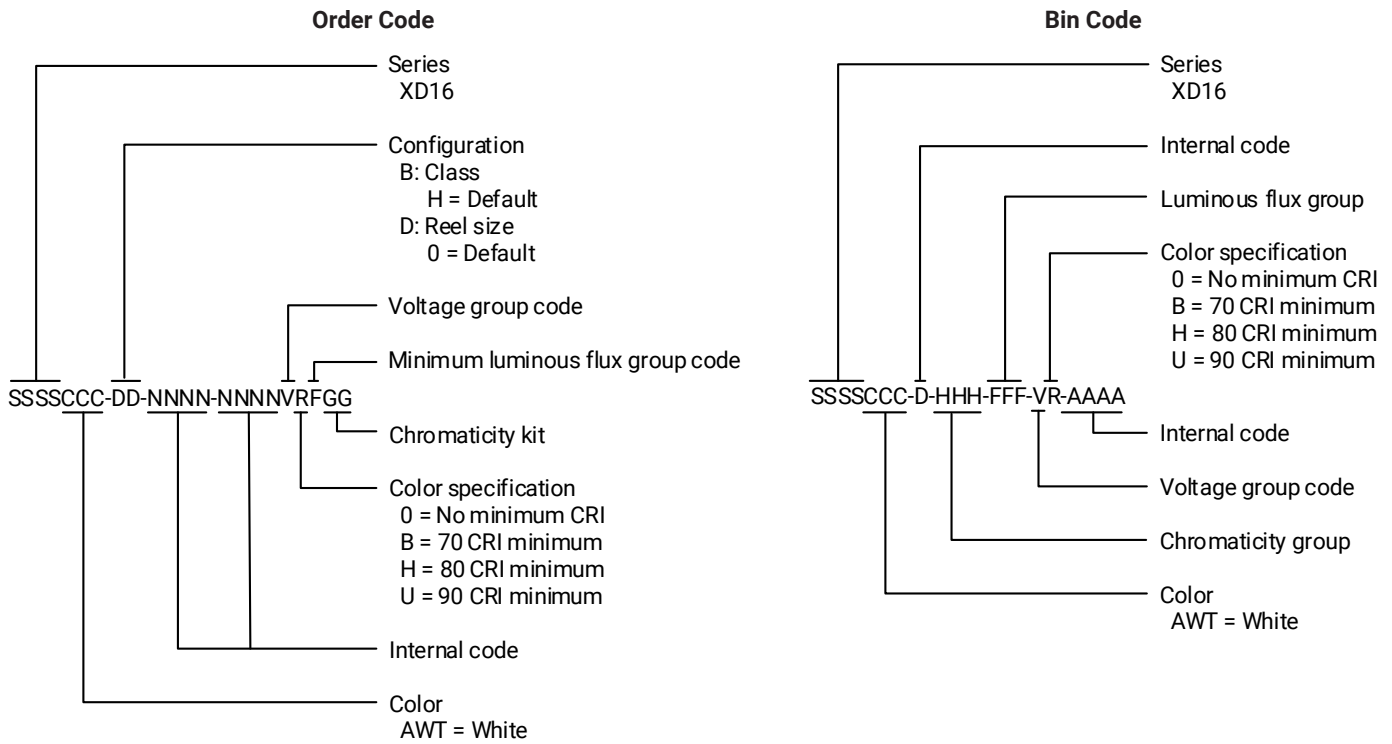 Order Code
Series
XD16
Configuration
B: Class
H = Default
D: Reel size
0 = Default
Voltage group code
Minimum luminous flux group code
SSSSCCC-DD-NNNN-NNNNVRFGG
Chromaticity kit
Color specification
0 = No minimum CRI
B = 70 CRI minimum
H = 80 CRI minimum
U = 90 CRI minimum
Internal code
Color
AWT = White
Bin Code
Series
XD16
Internal code
Luminous flux group
Color specification
0 = No minimum CRI
B = 70 CRI minimum
H = 80 CRI minimum
U = 90 CRI minimum
SSSSCCC-D-HHH-FFF-VR-AAAA
Internal code
Voltage group code
Chromaticity group
Color
AWT = White